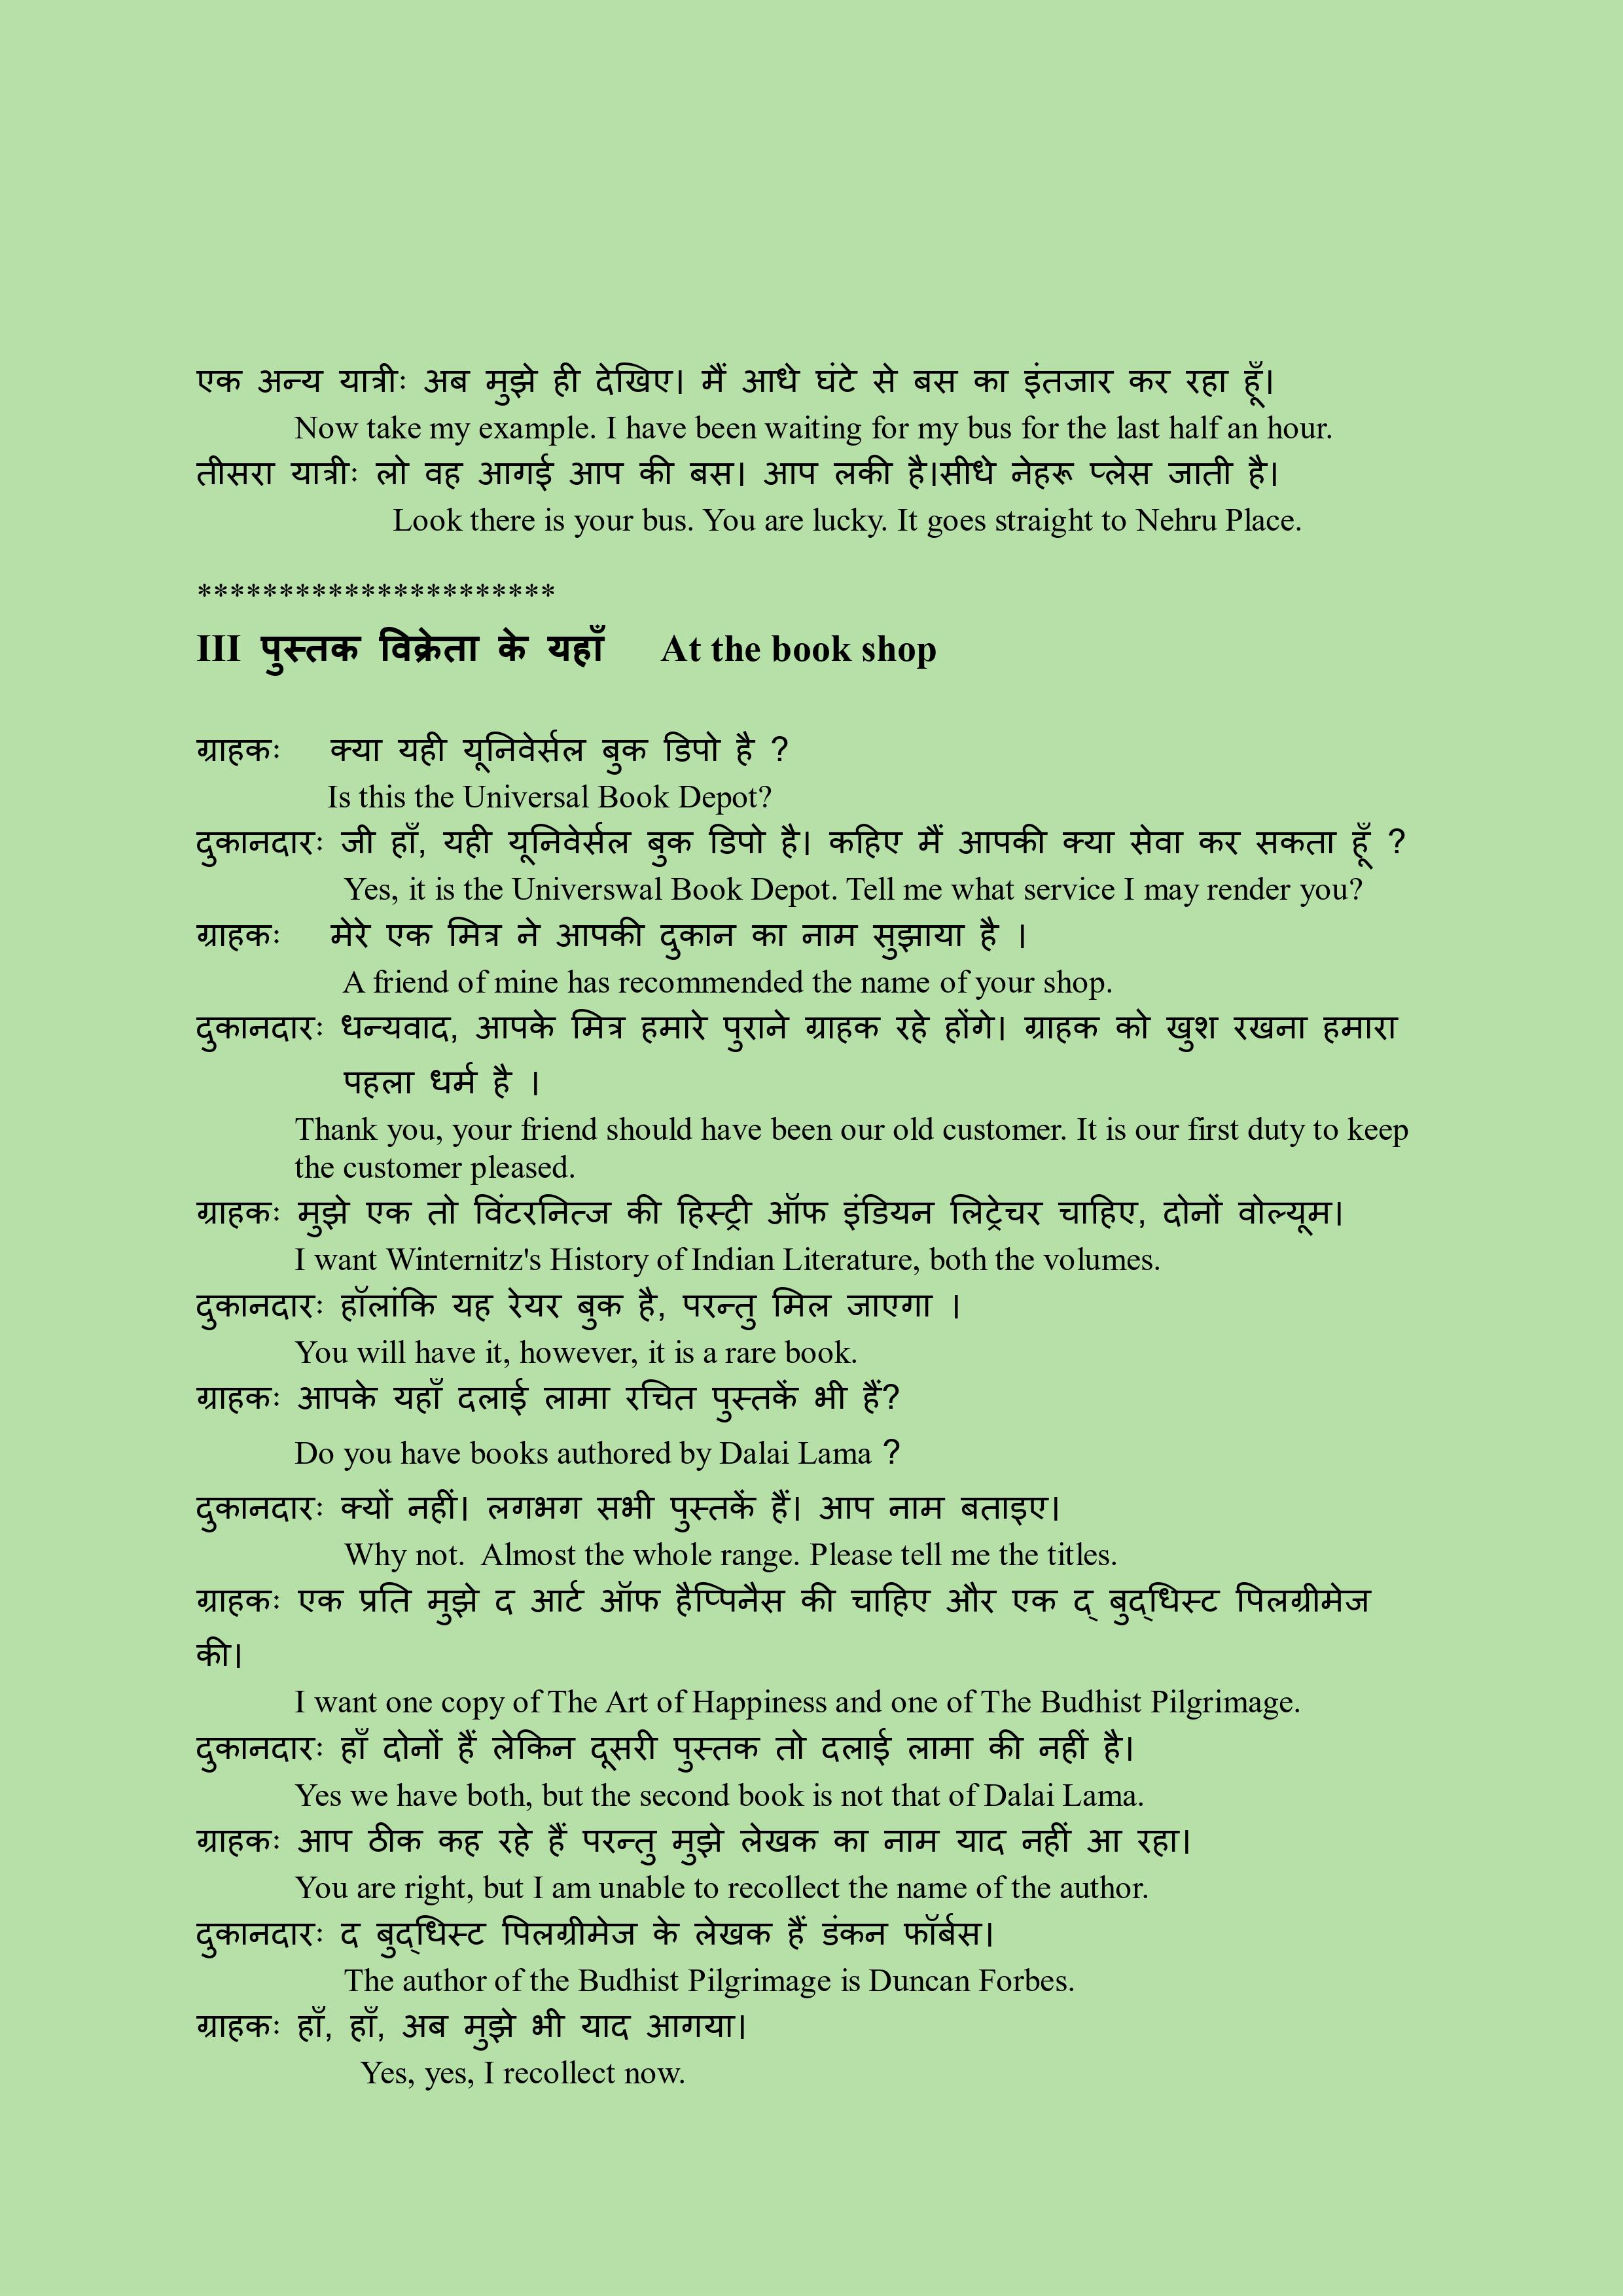 एक अन्य यात्रीः अब मुझे ही देखिए। मैं आधे घंटे से बस का इंतजार कर रहा हूँ।
Now take my example. I have been waiting for my bus for the last half an hour.
तीसरा यात्रीः लो वह आगई आप की बस। आप लकी है।सीधे नेहरू प्लेस जाती है।
Look there is your bus. You are lucky. It goes straight to Nehru Place.
**********************
III पुस्तक विक्रेता के यहाँ At the book shop
ग्राहकः क्या यही यूनिवेर्सल बुक डिपो है ?
Is this the Universal Book Depot?
दुकानदारः जी हाँ, यही यूनिवेर्सल बुक डिपो है। कहिए मैं आपकी क्या सेवा कर सकता हूँ ?
Yes, it is the Universwal Book Depot. Tell me what service I may render you?
ग्राहकः मेरे एक मित्र ने आपकी दुकान का नाम सुझाया है ।
A friend of mine has recommended the name of your shop.
दुकानदारः धन्यवाद, आपके मित्र हमारे पुराने ग्राहक रहे होंगे। ग्राहक को खुश रखना हमारा
पहला धर्म है ।
Thank you, your friend should have been our old customer. It is our first duty to keep
the customer pleased.
ग्राहकः मुझे एक तो विंटरनित्ज की हिस्ट्री ऑफ इंडियन लिट्रेचर चाहिए, दोनों वोल्यूम।
I want Winternitz's History of Indian Literature, both the volumes.
दुकानदारः हॉलांकि यह रेयर बुक है, परन्तु मिल जाएगा ।
You will have it, however, it is a rare book.
ग्राहकः आपके यहाँ दलाई लामा रचित पुस्तकें भी हैं?
Do you have books authored by Dalai Lama ?
दुकानदारः क्यों नहीं। लगभग सभी पुस्तकें हैं। आप नाम बताइए।
Why not. Almost the whole range. Please tell me the titles.
ग्राहकः एक प्रति मुझे द आर्ट ऑफ हैप्पिनैस की चाहिए और एक द् बुद्धिस्ट पिलग्रीमेज
की।
I want one copy of The Art of Happiness and one of The Budhist Pilgrimage.
दुकानदारः हाँ दोनों हैं लेकिन दूसरी पुस्तक तो दलाई लामा की नहीं है।
Yes we have both, but the second book is not that of Dalai Lama.
ग्राहकः आप ठीक कह रहे हैं परन्तु मुझे लेखक का नाम याद नहीं आ रहा।
You are right, but I am unable to recollect the name of the author.
दुकानदारः द बुद्धिस्ट पिलग्रीमेज के लेखक हैं डंकन फॉर्बस।
The author of the Budhist Pilgrimage is Duncan Forbes.
ग्राहकः हाँ, हाँ, अब मुझे भी याद आगया।
Yes, yes, I recollect now.